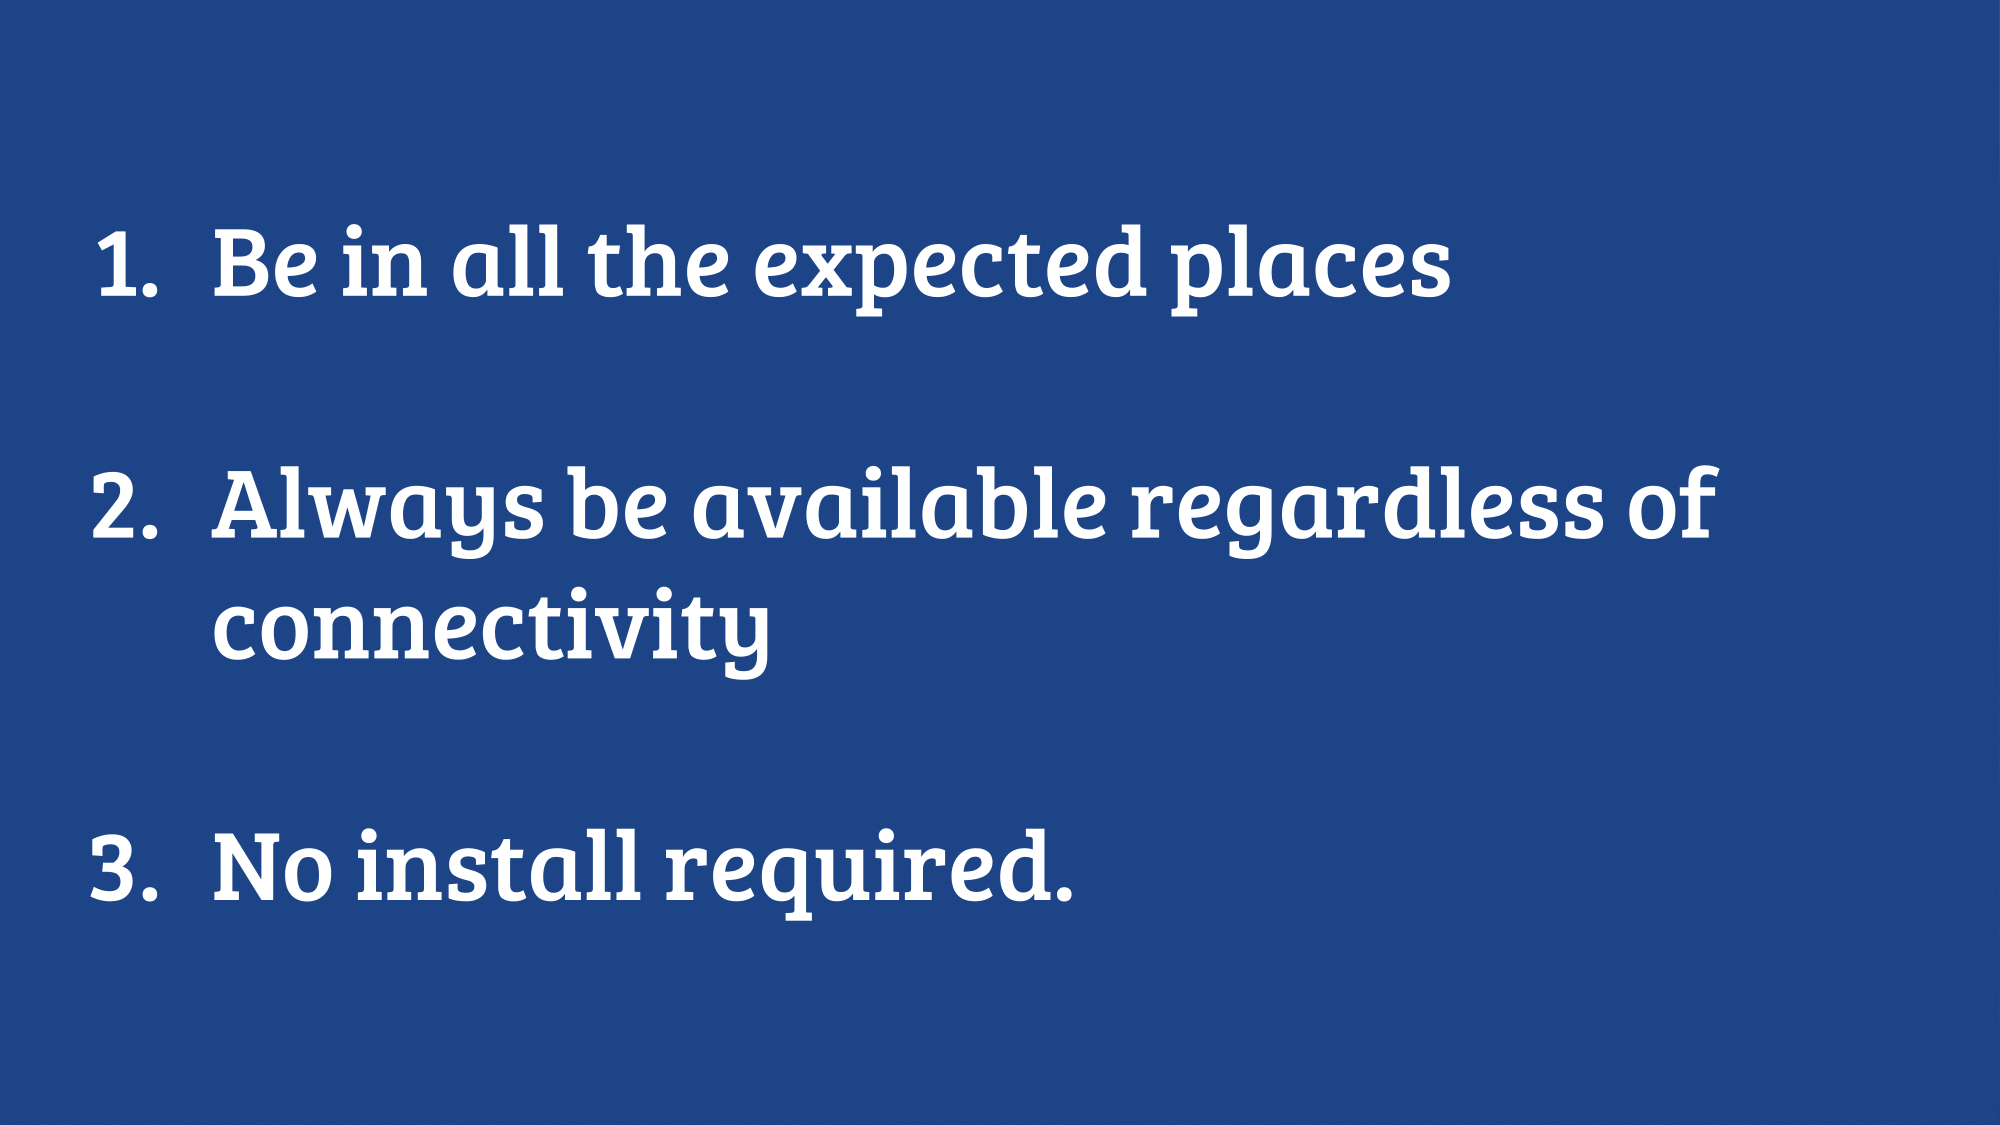 1. Be in all the expected places
2. Always be available regardless of
connectivity
3. No install required.